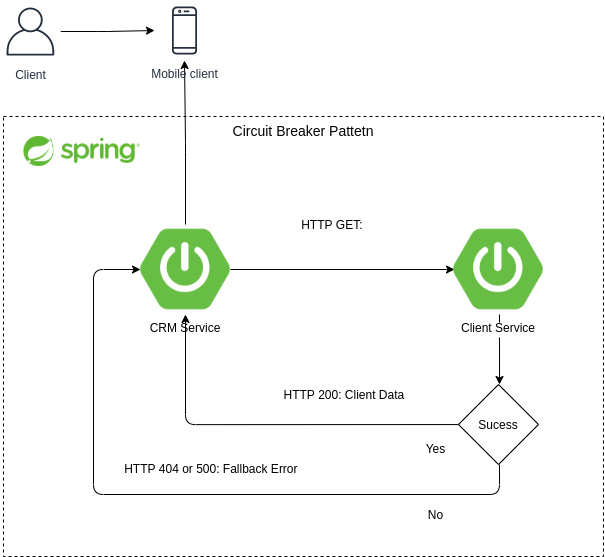 Client
Mobile client
Circuit Breaker Pattetn
spring
HTTP GET:
CRM Service
Client Service
HTTP 200: Client Data
Sucess
Yes
HTTP 404 or 500: Fallback Error
No